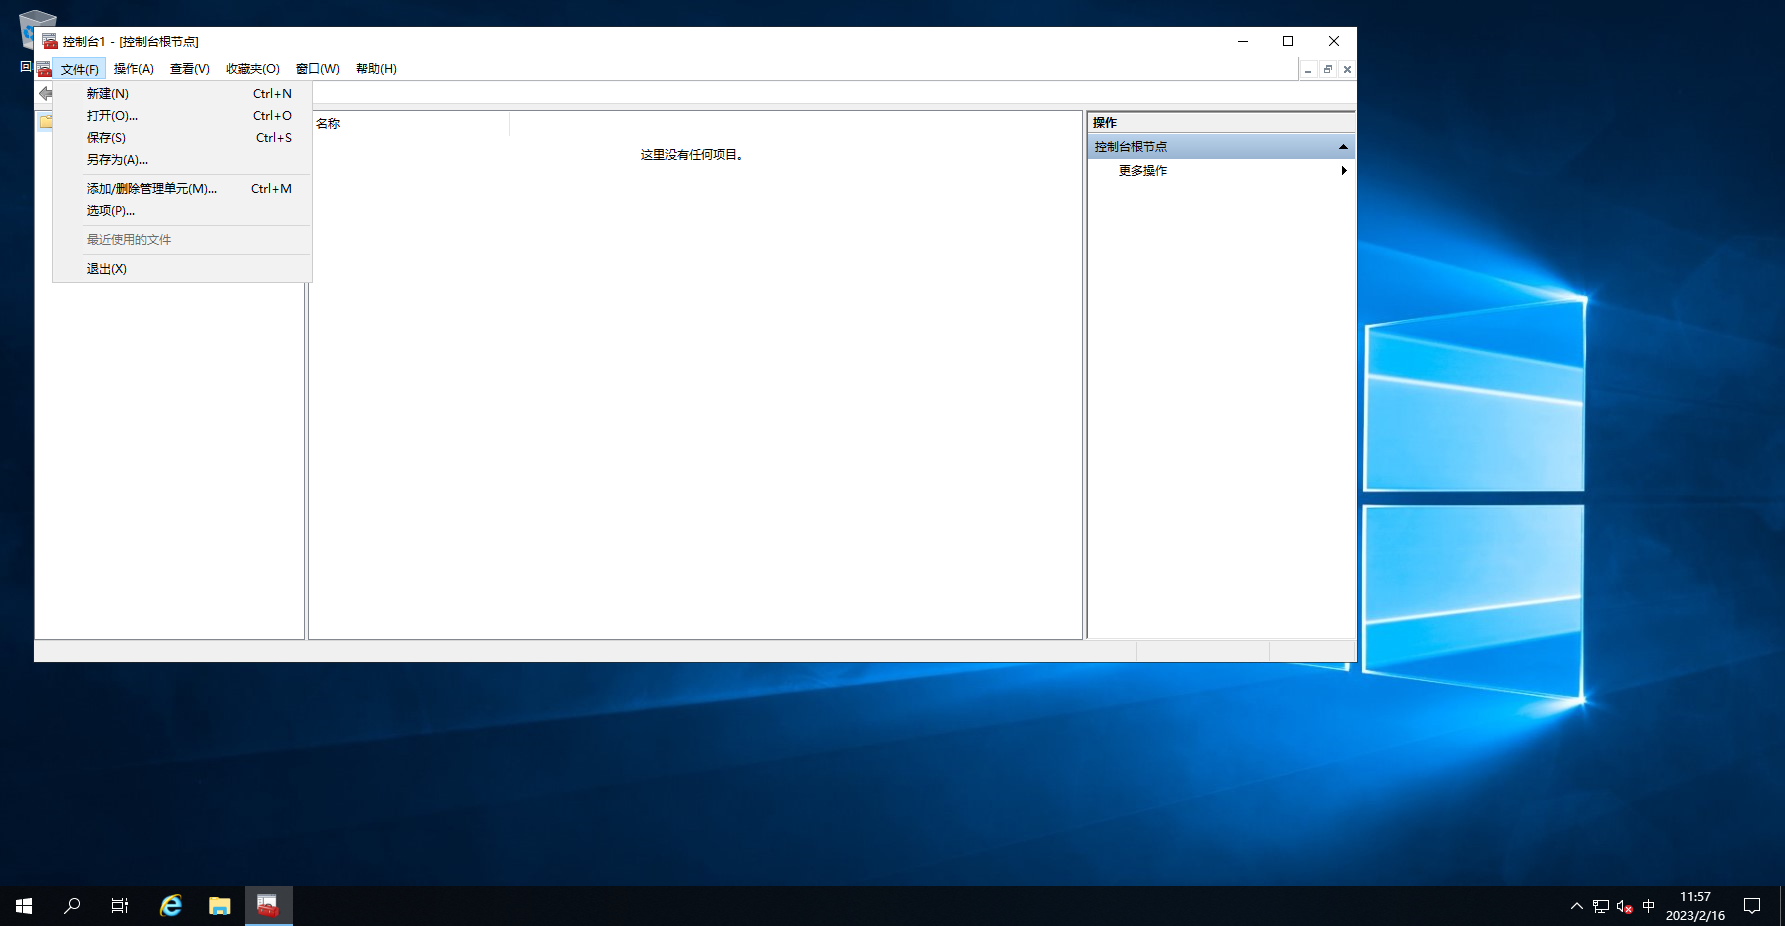 控制台1 - [控制台根节点]
回
文件(F) 操作(A) 查看(V) 收藏夹(O) 窗口(W) 帮助(H)
新建(N) Ctrl+N
打开(O)... Ctrl+O
保存(S) Ctrl+S
另存为(A)...
添加/删除管理单元(M)... Ctrl+M
选项(P)...
最近使用的文件
退出(X)
名称
这里没有任何项目。
操作
控制台根节点
更多操作
中
11:57
2023/2/16